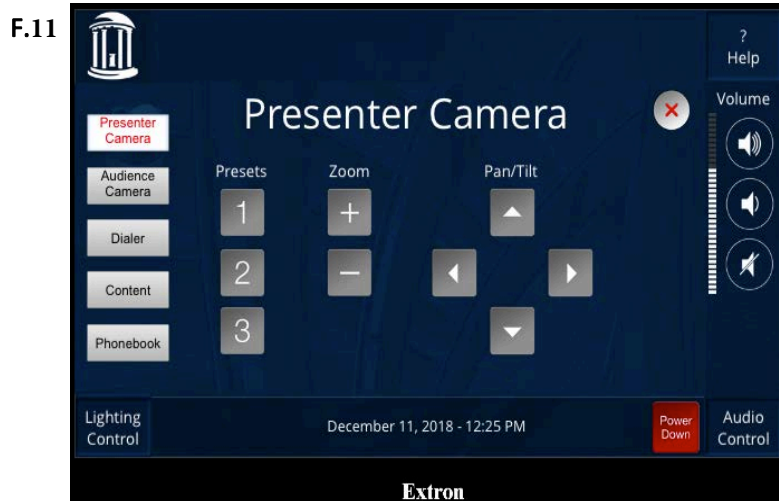 F.11
?
Help
Presenter Camera
Volume
Presenter
Camera
Audience
Camera
Dialer
Content
Phonebook
Presets
1
2
3
Zoom
+
−
Pan/Tilt
Lighting
Control
December 11, 2018 - 12:25 PM
Power
Down
Audio
Control
Extron